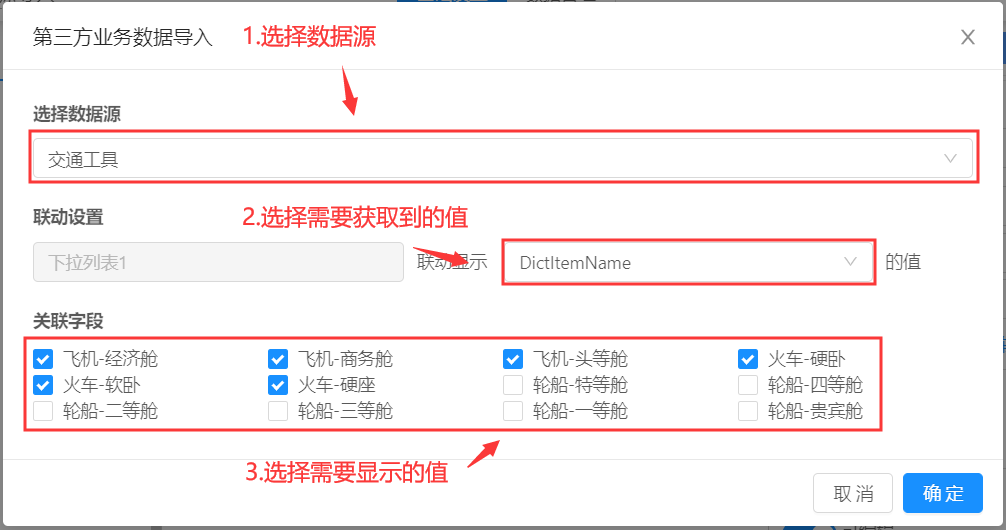 第三方业务数据导入 1.选择数据源
选择数据源
交通工具
联动设置 2.选择需要获取到的值
下拉列表1 联动显示 DictItemName 的值
关联字段
飞机-经济舱 飞机-商务舱 飞机-头等舱 火车-硬卧
火车-软卧 火车-硬座 轮船-特等舱 轮船-四等舱
轮船-二等舱 轮船-三等舱 轮船-一等舱 轮船-贵宾舱
3.选择需要显示的值
取消 确定